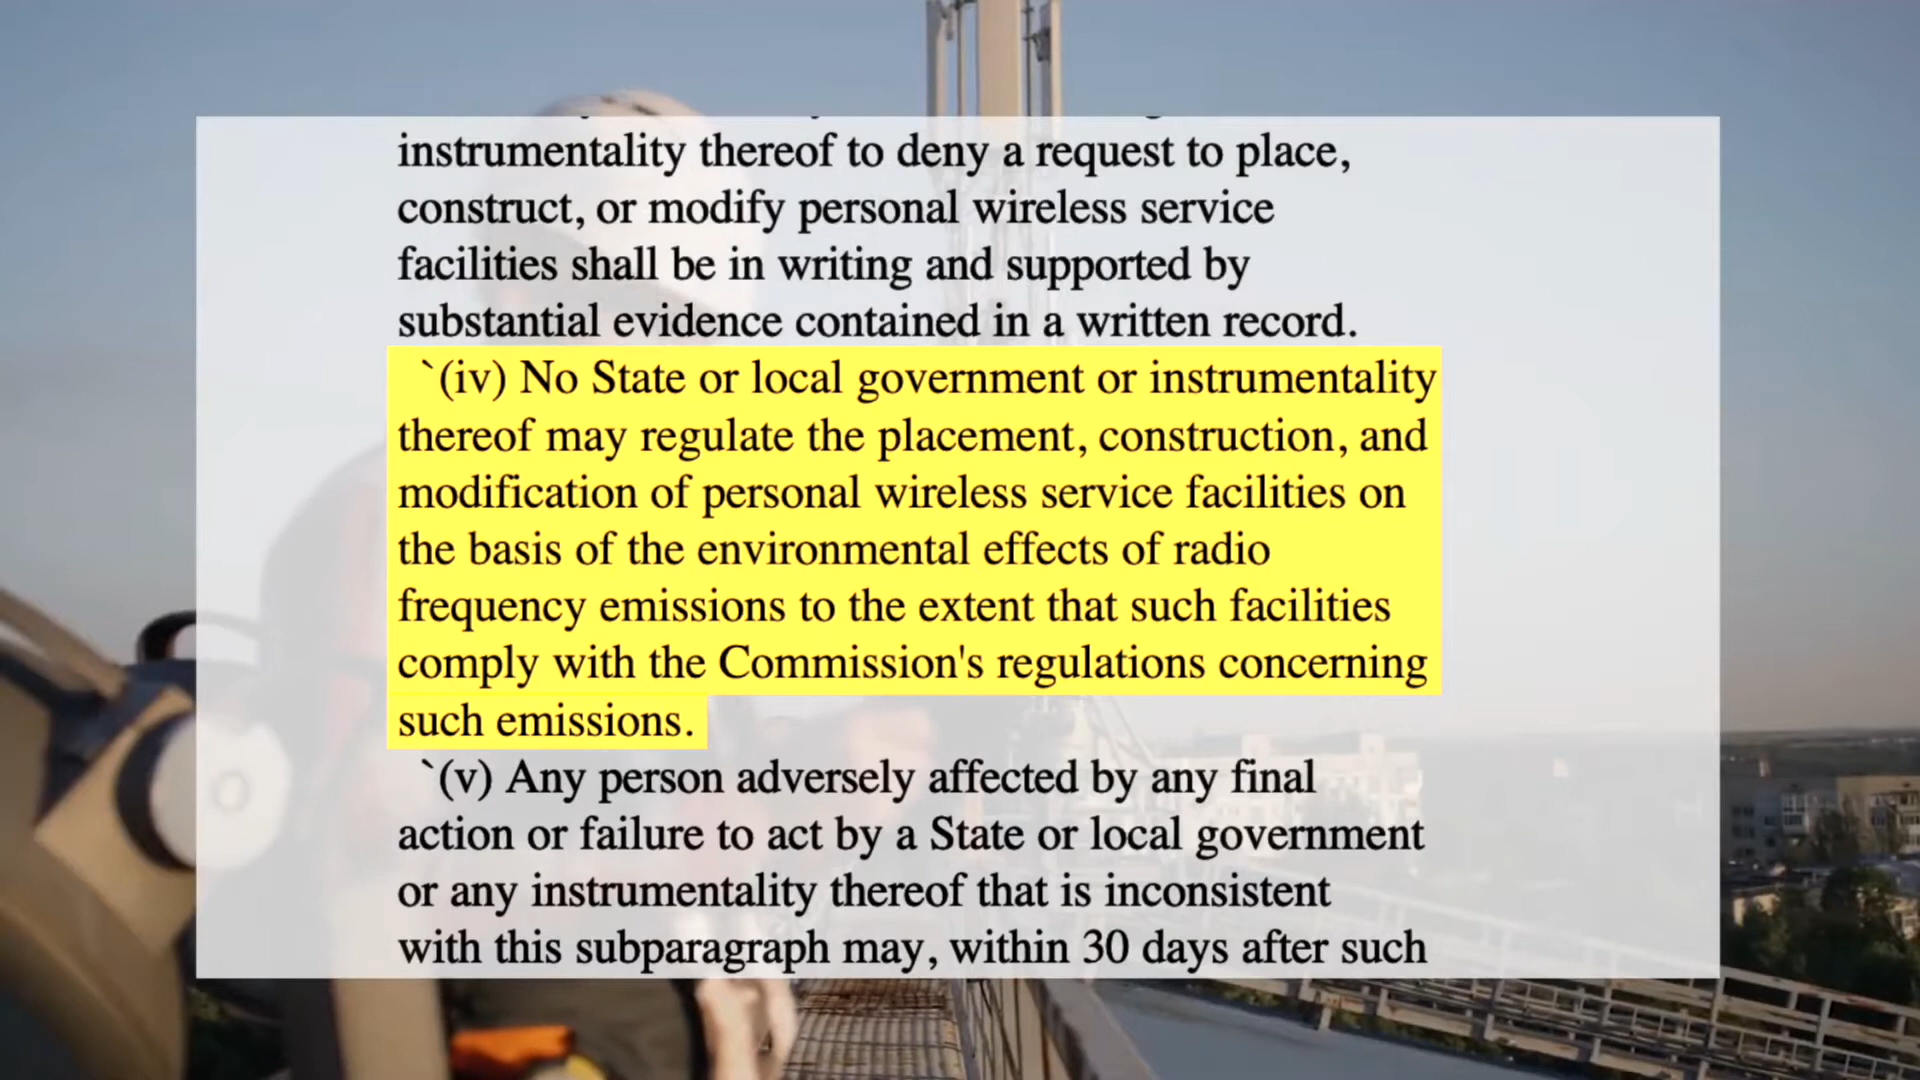 instrumentality thereof to deny a request to place,
construct, or modify personal wireless service
facilities shall be in writing and supported by
substantial evidence contained in a written record.
`(iv) No State or local government or instrumentality
thereof may regulate the placement, construction, and
modification of personal wireless service facilities on
the basis of the environmental effects of radio
frequency emissions to the extent that such facilities
comply with the Commission's regulations concerning
such emissions.
`(v) Any person adversely affected by any final
action or failure to act by a State or local government
or any instrumentality thereof that is inconsistent
with this subparagraph may, within 30 days after such